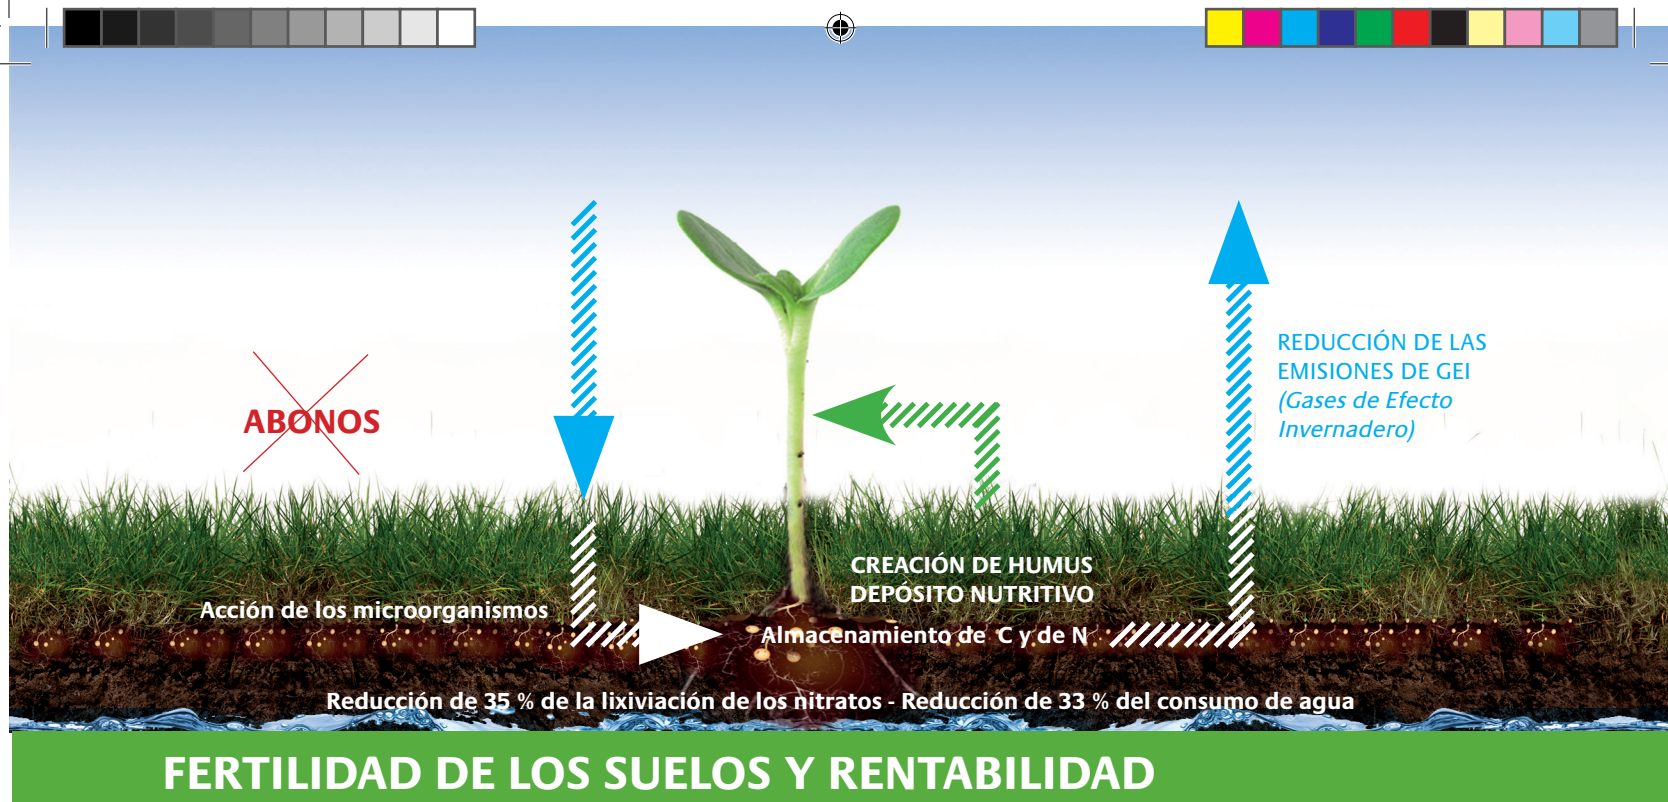 REDUCCIÓN DE LAS
EMISIONES DE GEI
(Gases de Efecto
Invernadero)
ABONOS
CREACIÓN DE HUMUS
DEPÓSITO NUTRITIVO
Acción de los microorganismos
Almacenamiento de C y de N
Reducción de 35 % de la lixiviación de los nitratos - Reducción de 33 % del consumo de agua
FERTILIDAD DE LOS SUELOS Y RENTABILIDAD